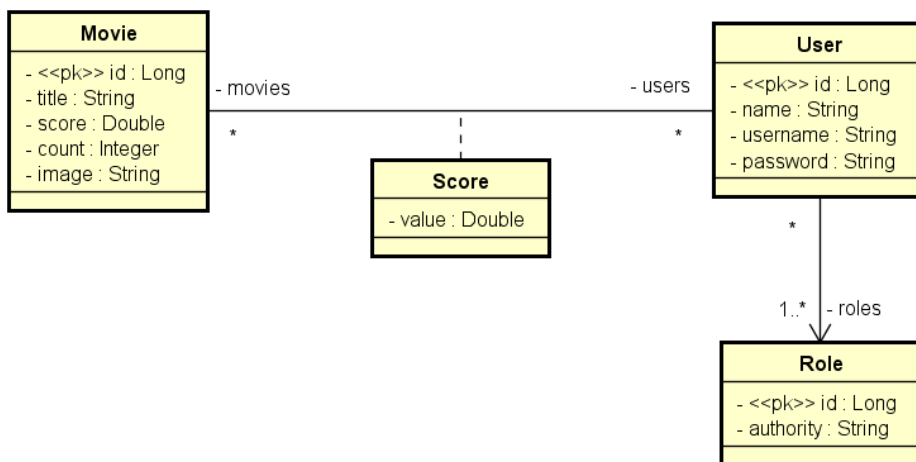 Movie
- <<pk>> id : Long
- title : String
- score : Double
- count : Integer
- image : String
- movies
*
- users
*
Score
- value : Double
User
- <<pk>> id : Long
- name : String
- username : String
- password : String
*
1..*
- roles
Role
- <<pk>> id : Long
- authority : String